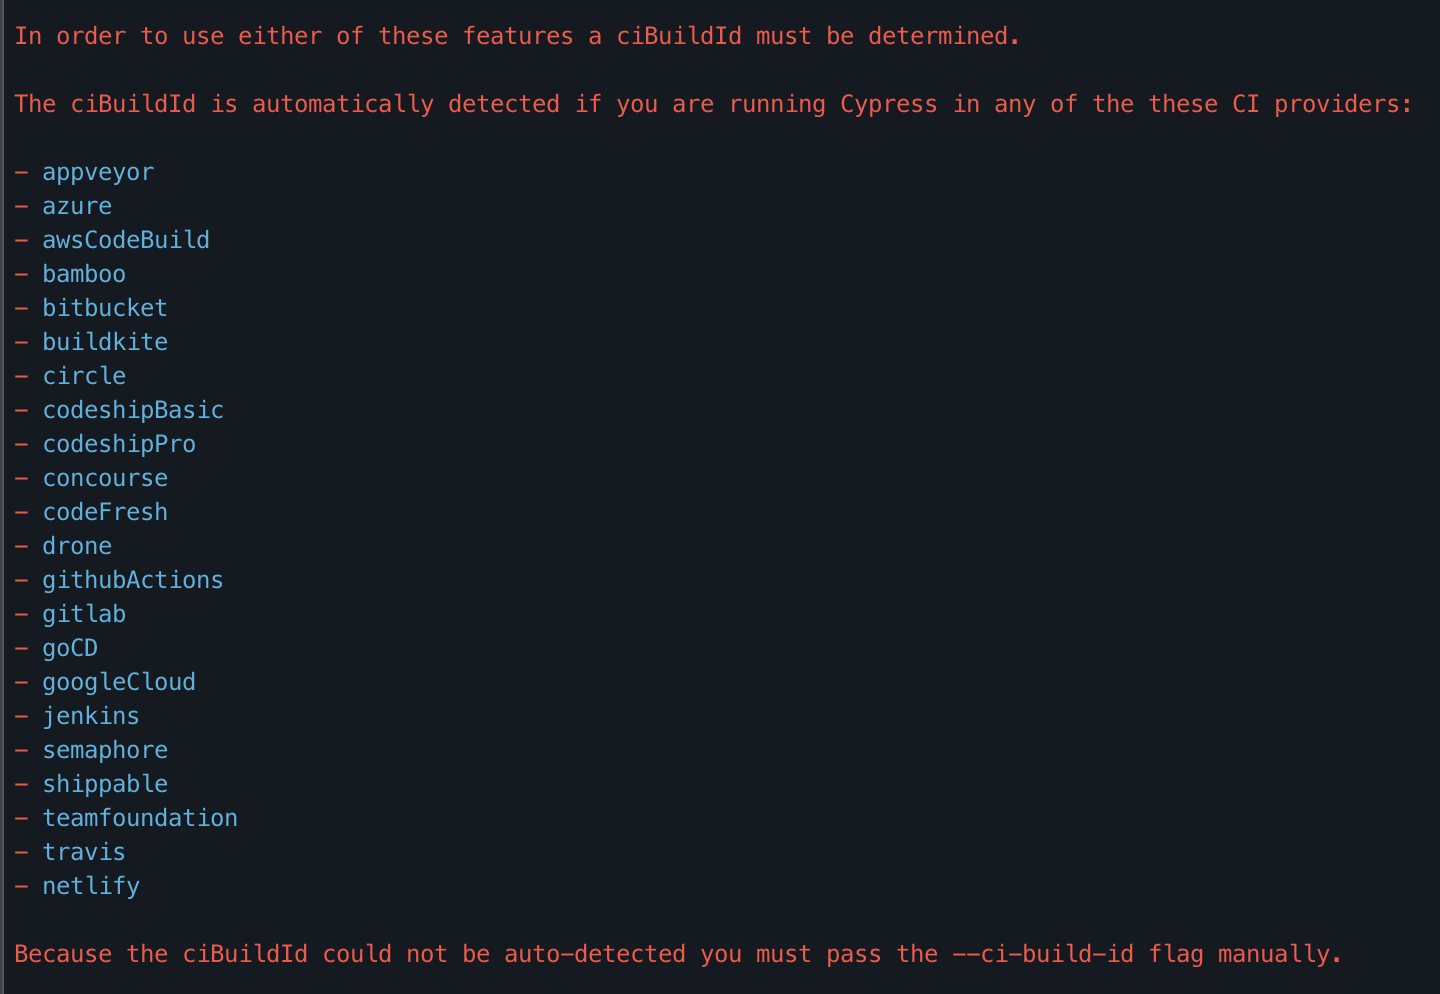 In order to use either of these features a ciBuildId must be determined.
The ciBuildId is automatically detected if you are running Cypress in any of the these CI providers:
- appveyor
- azure
- awsCodeBuild
- bamboo
- bitbucket
- buildkite
- circle
- codeshipBasic
- codeshipPro
- concourse
- codeFresh
- drone
- githubActions
- gitlab
- goCD
- googleCloud
- jenkins
- semaphore
- shippable
- teamfoundation
- travis
- netlify
Because the ciBuildId could not be auto-detected you must pass the --ci-build-id flag manually.